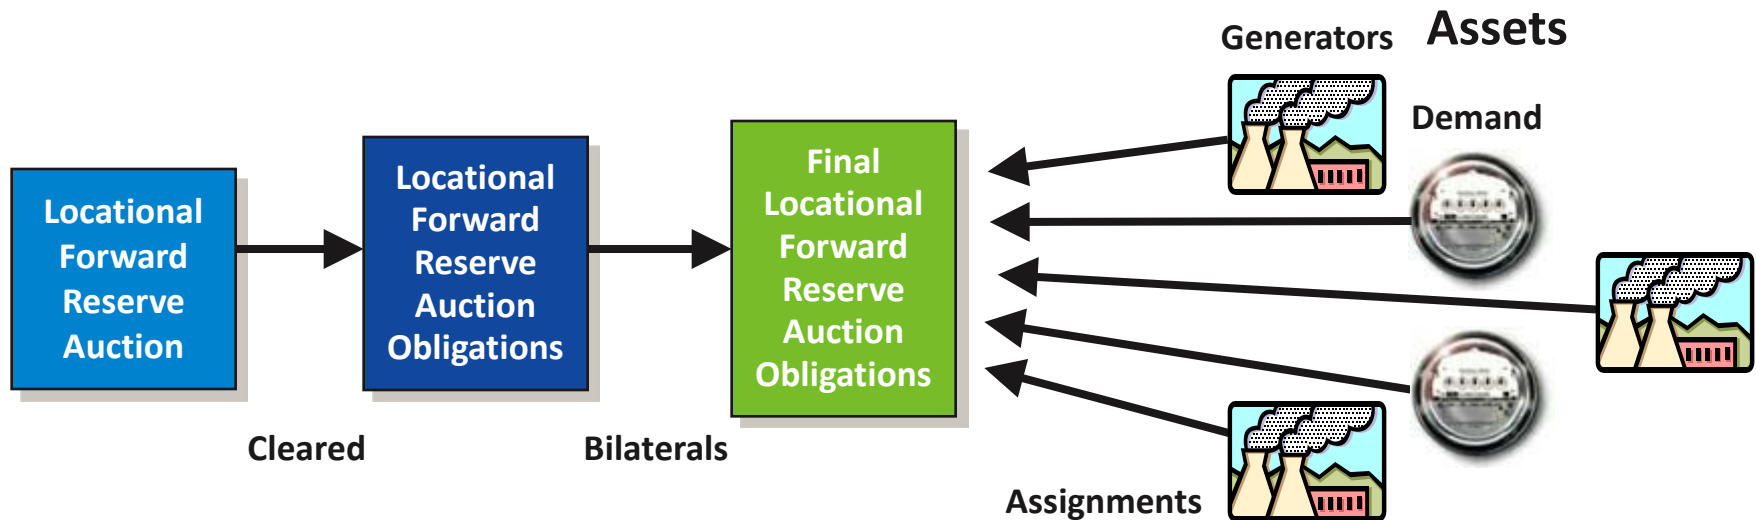 Assets
Generators
Demand
Locational
Forward
Reserve
Auction
Cleared
Locational
Forward
Reserve
Auction
Obligations
Bilaterals
Final
Locational
Forward
Reserve
Auction
Obligations
Assignments